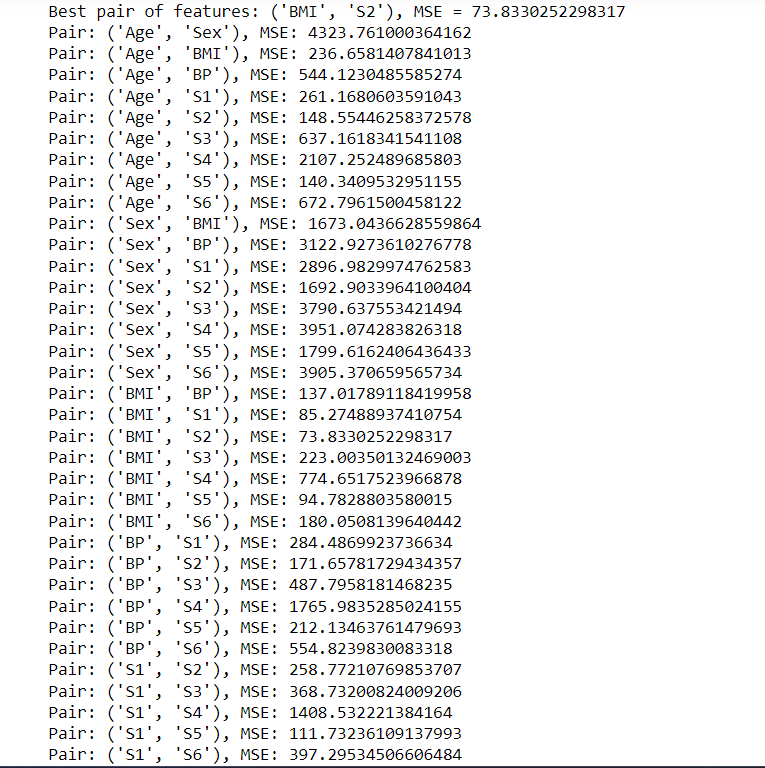 Best pair of features: ('BMI', 'S2'), MSE = 73.8330252298317
Pair: ('Age', 'Sex'), MSE: 4323.761000364162
Pair: ('Age', 'BMI'), MSE: 236.6581407841013
Pair: ('Age', 'BP'), MSE: 544.1230485585274
Pair: ('Age', 'S1'), MSE: 261.1680603591043
Pair: ('Age', 'S2'), MSE: 148.55446258372578
Pair: ('Age', 'S3'), MSE: 637.1618341541108
Pair: ('Age', 'S4'), MSE: 2107.252489685803
Pair: ('Age', 'S5'), MSE: 140.3409532951155
Pair: ('Age', 'S6'), MSE: 672.7961500458122
Pair: ('Sex', 'BMI'), MSE: 1673.0436628559864
Pair: ('Sex', 'BP'), MSE: 3122.9273610276778
Pair: ('Sex', 'S1'), MSE: 2896.9829974762583
Pair: ('Sex', 'S2'), MSE: 1692.9033964100404
Pair: ('Sex', 'S3'), MSE: 3790.637553421494
Pair: ('Sex', 'S4'), MSE: 3951.074283826318
Pair: ('Sex', 'S5'), MSE: 1799.6162406436433
Pair: ('Sex', 'S6'), MSE: 3905.370659565734
Pair: ('BMI', 'BP'), MSE: 137.01789118419958
Pair: ('BMI', 'S1'), MSE: 85.27488937410754
Pair: ('BMI', 'S2'), MSE: 73.8330252298317
Pair: ('BMI', 'S3'), MSE: 223.00350132469003
Pair: ('BMI', 'S4'), MSE: 774.6517523966878
Pair: ('BMI', 'S5'), MSE: 94.7828803580015
Pair: ('BMI', 'S6'), MSE: 180.0508139640442
Pair: ('BP', 'S1'), MSE: 284.4869923736634
Pair: ('BP', 'S2'), MSE: 171.65781729434357
Pair: ('BP', 'S3'), MSE: 487.7958181468235
Pair: ('BP', 'S4'), MSE: 1765.9835285024155
Pair: ('BP', 'S5'), MSE: 212.13463761479693
Pair: ('BP', 'S6'), MSE: 554.8239830083318
Pair: ('S1', 'S2'), MSE: 258.77210769853707
Pair: ('S1', 'S3'), MSE: 368.73200824009206
Pair: ('S1', 'S4'), MSE: 1408.532221384164
Pair: ('S1', 'S5'), MSE: 111.73236109137993
Pair: ('S1', 'S6'), MSE: 397.29534506606484